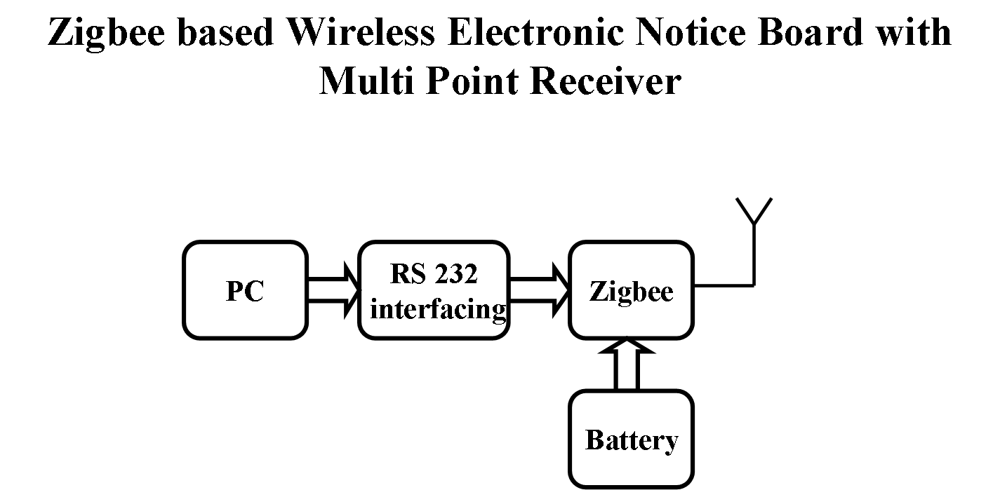 Zigbee based Wireless Electronic Notice Board with
Multi Point Receiver
PC
RS 232
interfacing
Zigbee
Battery